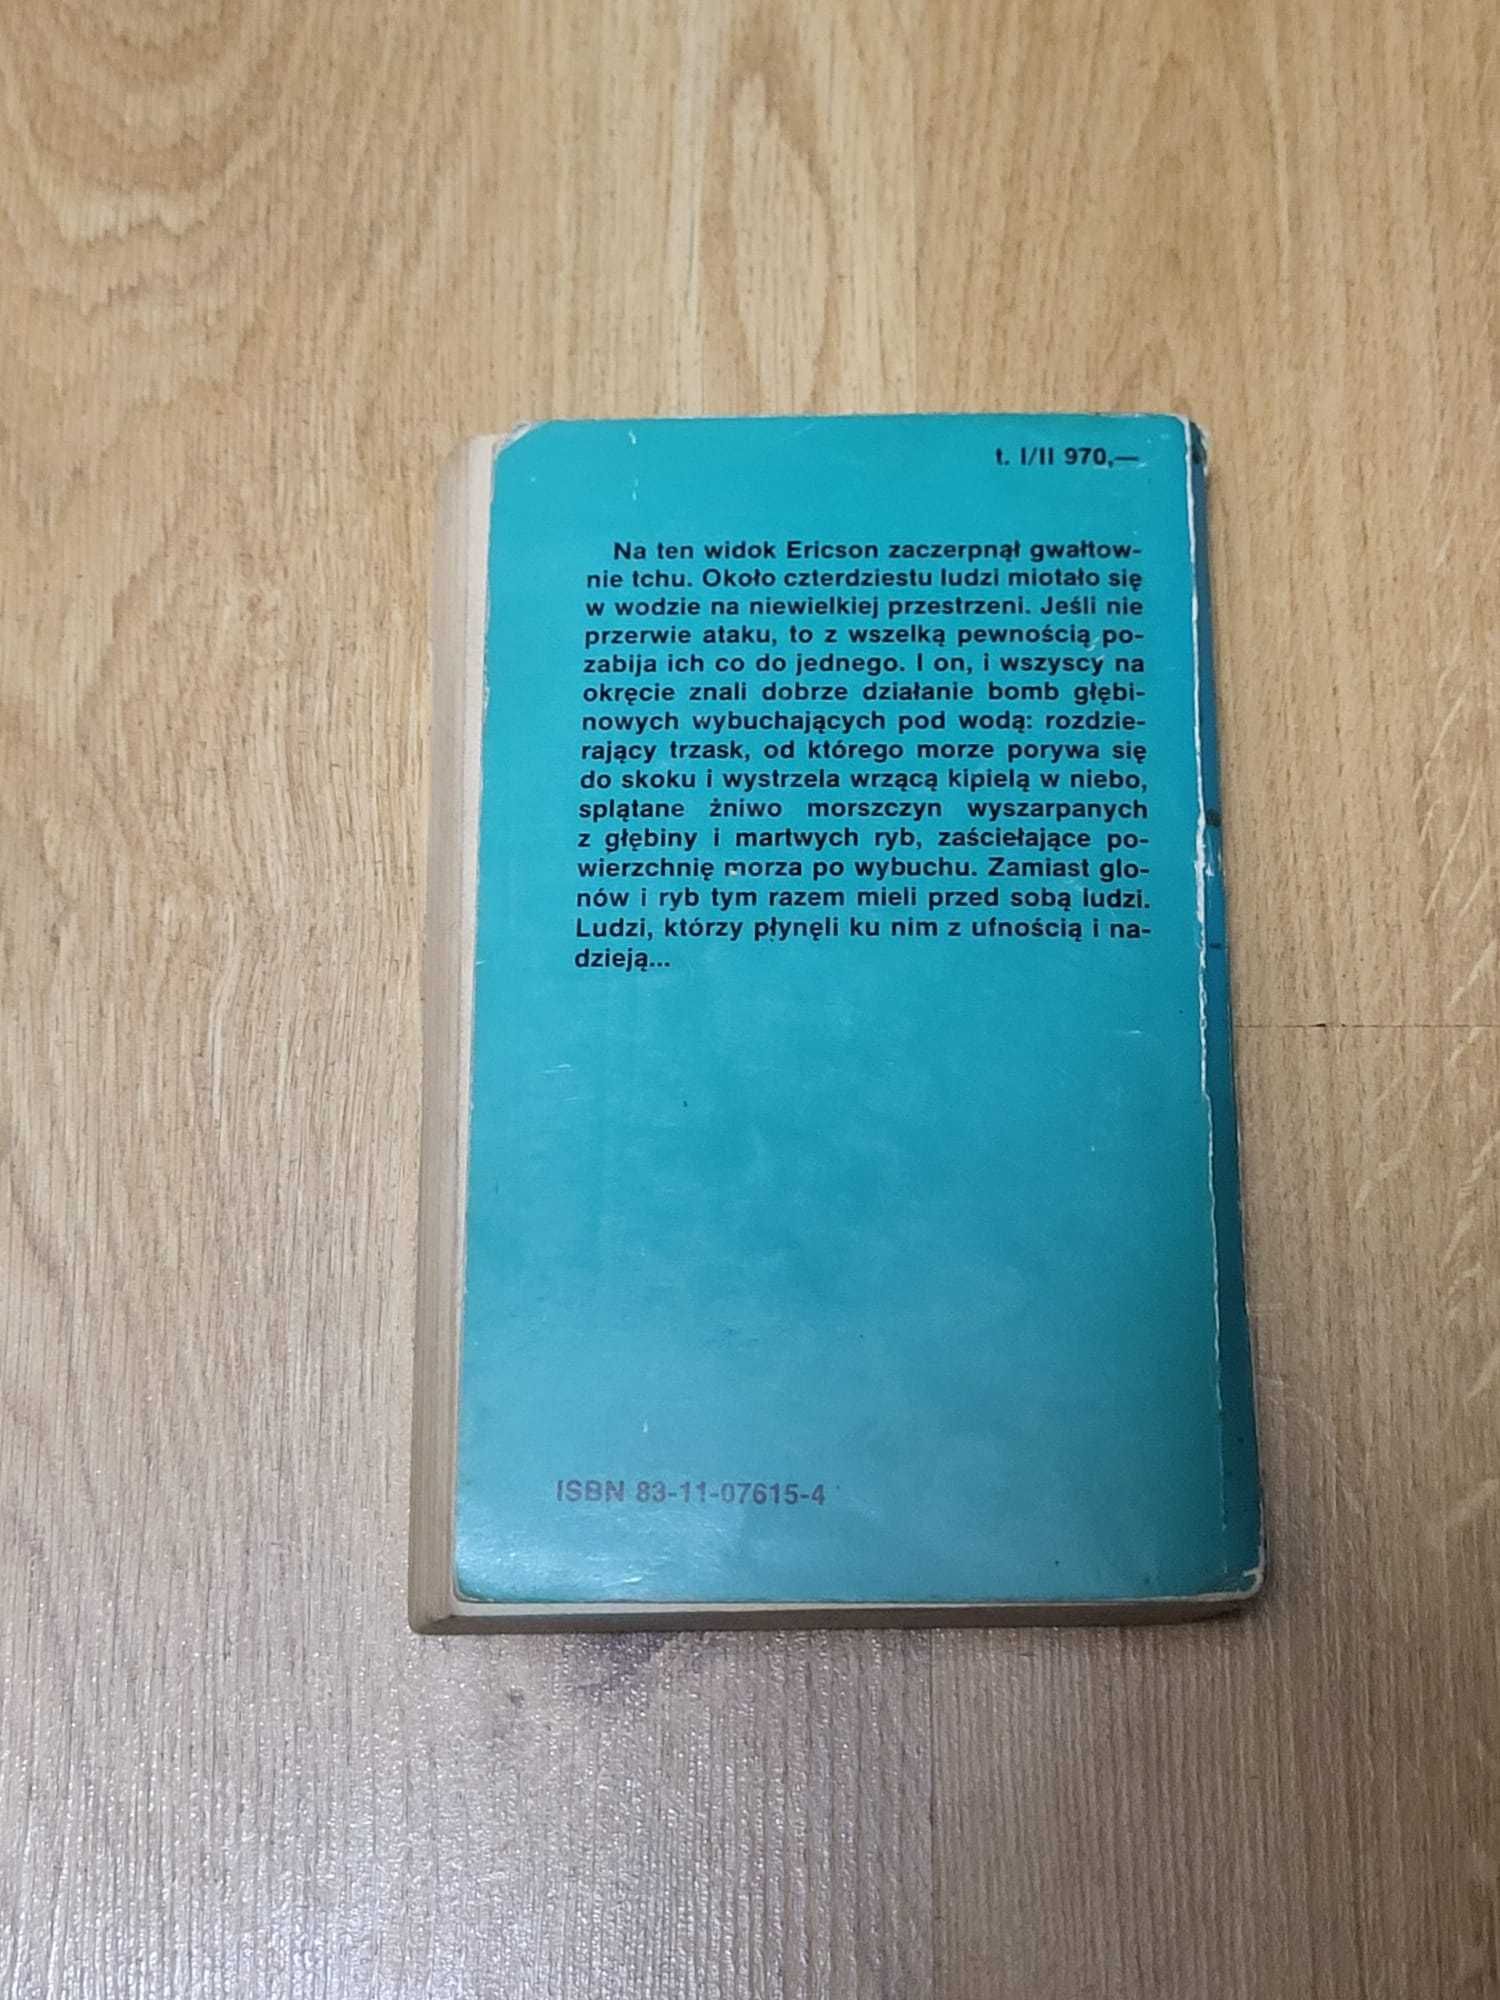 t. I/II 970,—
Na ten widok Ericson zaczerpnął gwałtow-
nie tchu. Około czterdziestu ludzi miotało się
w wodzie na niewielkiej przestrzeni. Jeśli nie
przerwie ataku, to z wszelką pewnością po-
zabija ich co do jednego. I on, i wszyscy na
okręcie znali dobrze działanie bomb głębi-
nowych wybuchających pod wodą: rozdzie-
rający trzask, od którego morze porywa się
do skoku i wystrzela wrzącą kipielą w niebo,
splątane żniwo morszczyn wyszarpanych
z głębiny i martwych ryb, zaściełające po-
wierzchnię morza po wybuchu. Zamiast glo-
nów i ryb tym razem mieli przed sobą ludzi.
Ludzi, którzy płynęli ku nim z ufnością i na-
dzieją...
ISBN 83-11-07615-4